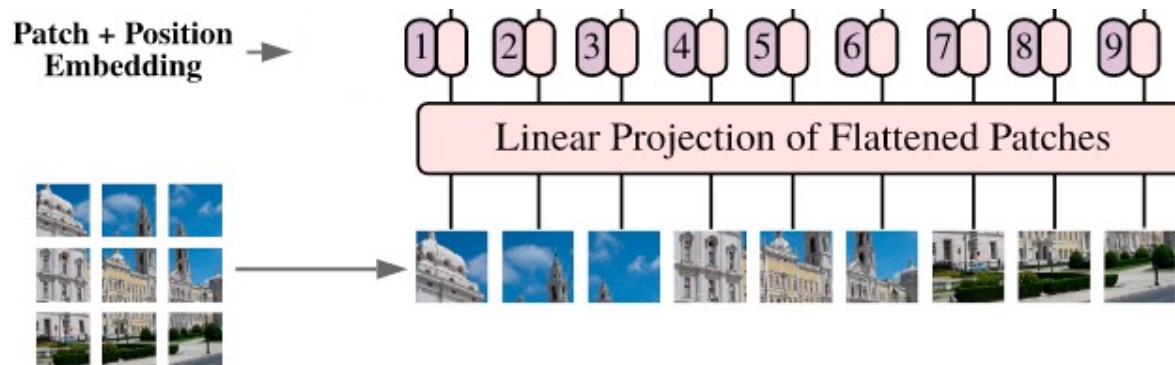 Patch + Position
Embedding
1 2 3 4 5 6 7 8 9
Linear Projection of Flattened Patches